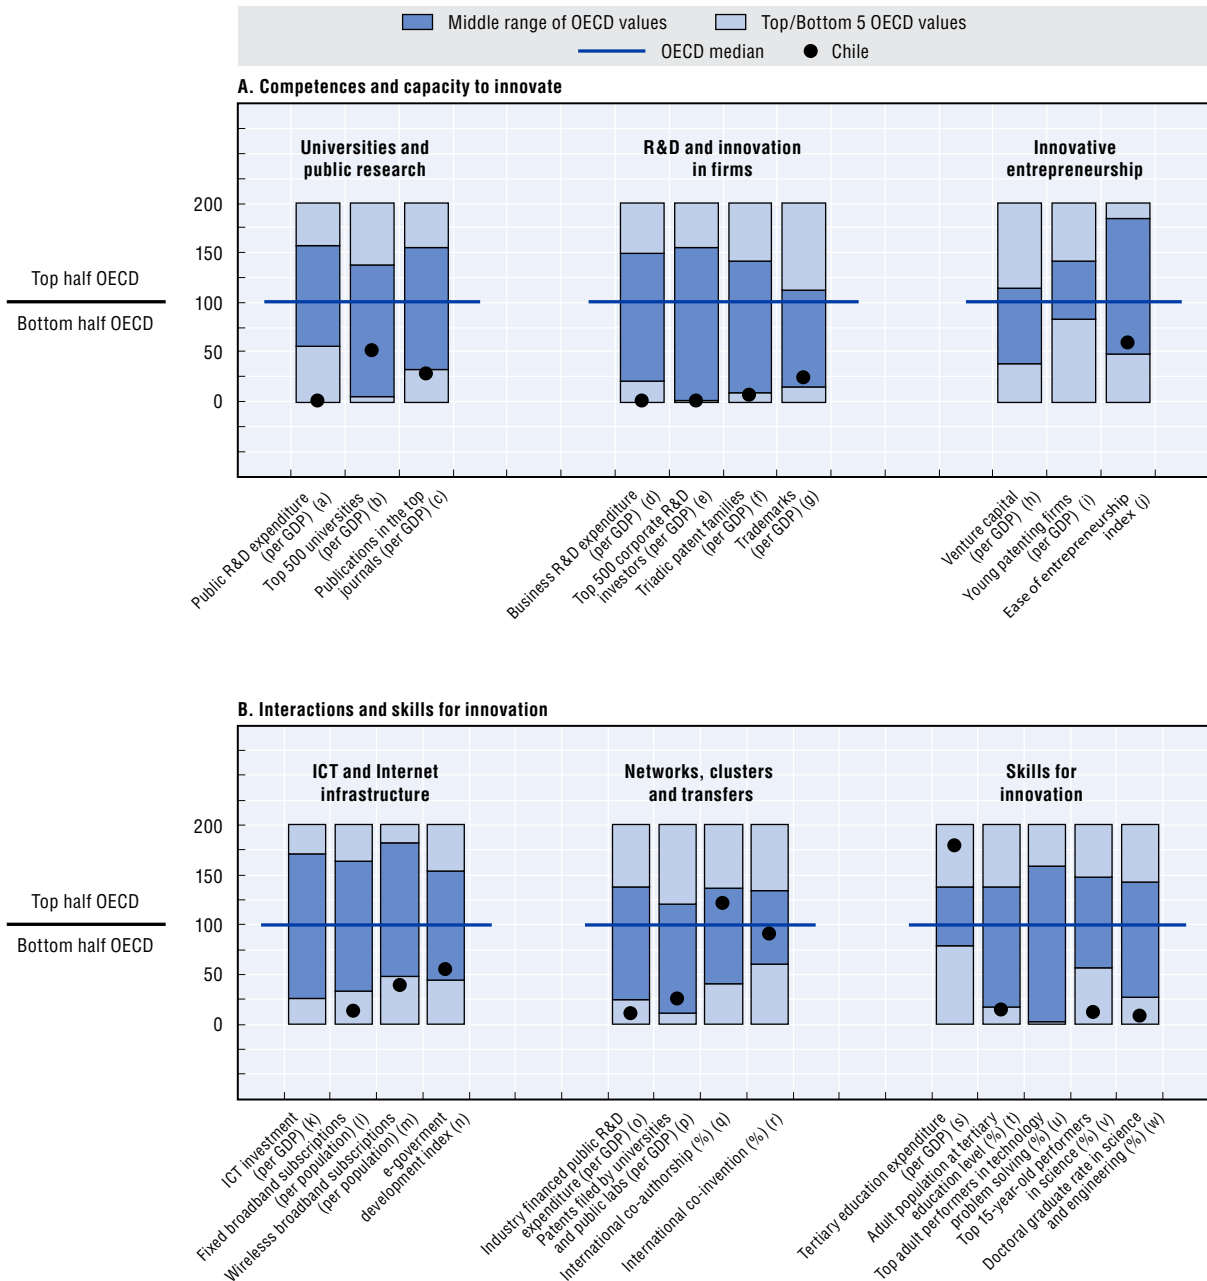 Middle range of OECD values
Top/Bottom 5 OECD values
OECD median
Chile
A. Competences and capacity to innovate
Universities and
public research
R&D and innovation
in firms
Innovative
entrepreneurship
200
150
100
50
0
Top half OECD
Bottom half OECD
Public R&D expenditure
(per GDP) (a)
Top 500 universities
(per GDP) (b)
Publications in the top
journals (per GDP) (c)
Business R&D expenditure
(per GDP) (d)
Top 500 corporate R&D
investors (per GDP) (e)
Triadic patent families
(per GDP) (f)
Trademarks
(per GDP) (g)
Venture capital
(per GDP) (h)
Young patenting firms
(per GDP) (i)
Ease of entrepreneurship
index (j)
B. Interactions and skills for innovation
ICT and Internet
infrastructure
Networks, clusters
and transfers
Skills for
innovation
200
150
100
50
0
Top half OECD
Bottom half OECD
ICT investment
(per GDP) (k)
Fixed broadband subscriptions
(per population) (l)
Wirelesss broadband subscriptions
(per population) (m)
e-goverment
development index (n)
Industry financed public R&D
expenditure (per GDP) (o)
Patents filed by universities
and public labs (per GDP) (p)
International co-authorship (%) (q)
International co-invention (%) (r)
Tertiary education expenditure
(per GDP) (s)
Adult population at tertiary
education level (%) (t)
Top adult performers in technology
problem solving (%) (u)
Top 15-year-old performers
in science (%) (v)
Doctoral graduate rate in science
and engineering (%) (w)